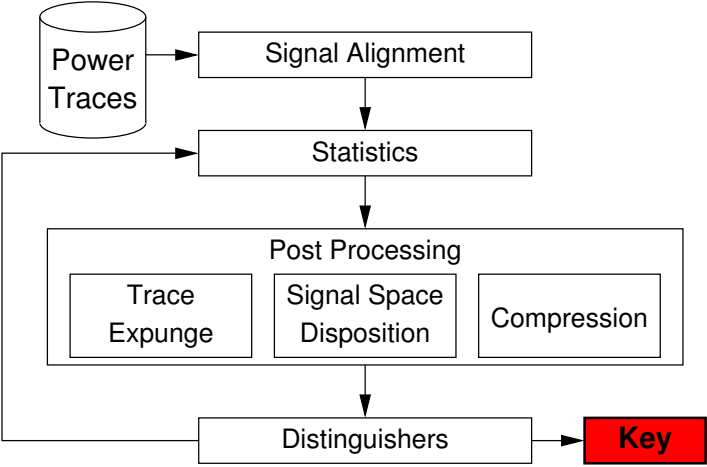 Power
Traces
Signal Alignment
Statistics
Post Processing
Trace
Expunge
Signal Space
Disposition
Compression
Distinguishers
Key